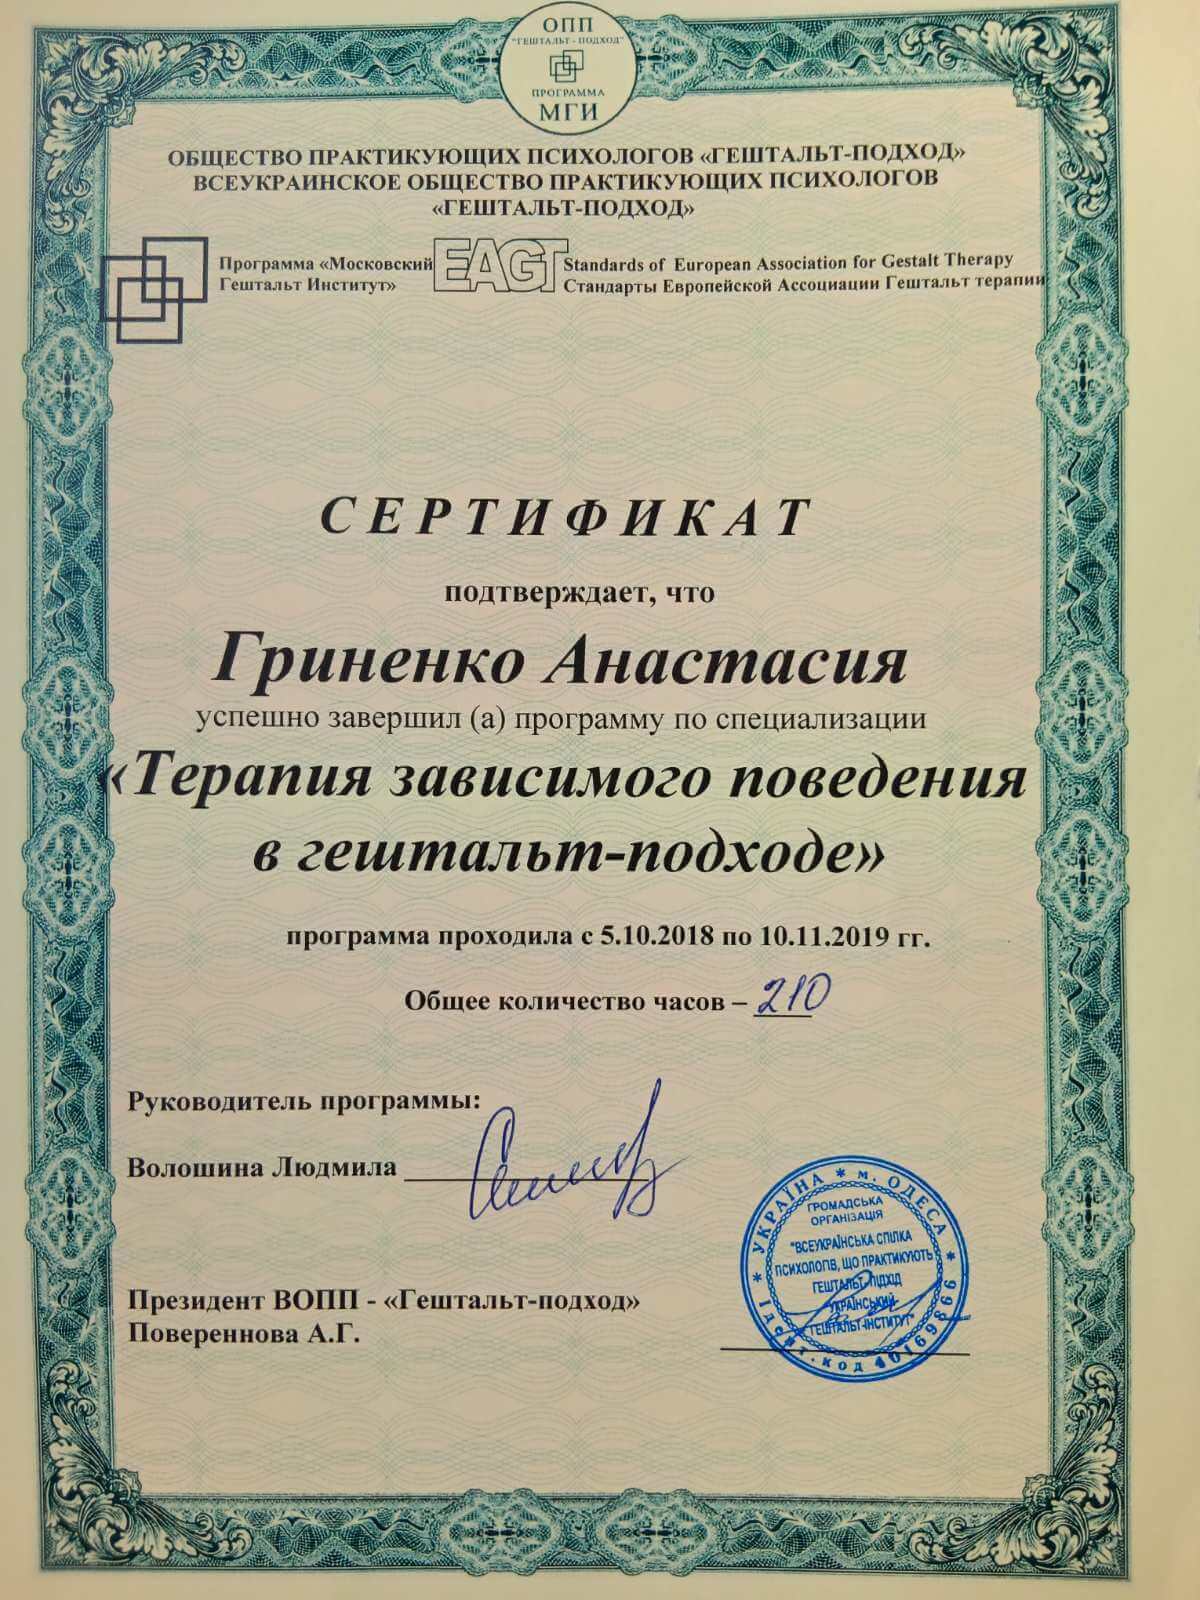 ОПП
"ГЕШТАЛЬТ - ПОДХОД"
ПРОГРАММА
МГИ
ОБЩЕСТВО ПРАКТИКУЮЩИХ ПСИХОЛОГОВ «ГЕШТАЛЬТ-ПОДХОД»
ВСЕУКРАИНСКОЕ ОБЩЕСТВО ПРАКТИКУЮЩИХ ПСИХОЛОГОВ
«ГЕШТАЛЬТ-ПОДХОД»
Программа «Московский
Гештальт Институт»
EAGT
Standards of European Association for Gestalt Therapy
Стандарты Европейской Ассоциации Гештальт терапии
СЕРТИФИКАТ
подтверждает, что
Гриненко Анастасия
успешно завершил (а) программу по специализации
«Терапия зависимого поведения
в гештальт-подходе»
программа проходила с 5.10.2018 по 10.11.2019 гг.
Общее количество часов – 210
Руководитель программы:
Волошина Людмила
Президент ВОПП - «Гештальт-подход»
Повереннова А.Г.
* УКРАЇНА * м. ОДЕСА *
ГРОМАДСЬКА
ОРГАНІЗАЦІЯ
"ВСЕУКРАЇНСЬКА СПІЛКА
ПСИХОЛОГІВ, ЩО ПРАКТИКУЮТЬ
ГЕШТАЛЬТ-ПІДХІД
"УКРАЇНСЬКИЙ
ГЕШТАЛЬТ-ІНСТИТУТ"
Ідент. код 40169866